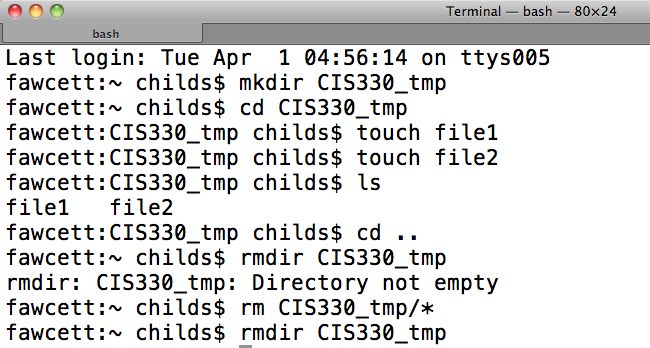 Terminal — bash — 80×24
bash
Last login: Tue Apr  1 04:56:14 on ttys005
fawcett:~ childs$ mkdir CIS330_tmp
fawcett:~ childs$ cd CIS330_tmp
fawcett:CIS330_tmp childs$ touch file1
fawcett:CIS330_tmp childs$ touch file2
fawcett:CIS330_tmp childs$ ls
file1   file2
fawcett:CIS330_tmp childs$ cd ..
fawcett:~ childs$ rmdir CIS330_tmp
rmdir: CIS330_tmp: Directory not empty
fawcett:~ childs$ rm CIS330_tmp/*
fawcett:~ childs$ rmdir CIS330_tmp